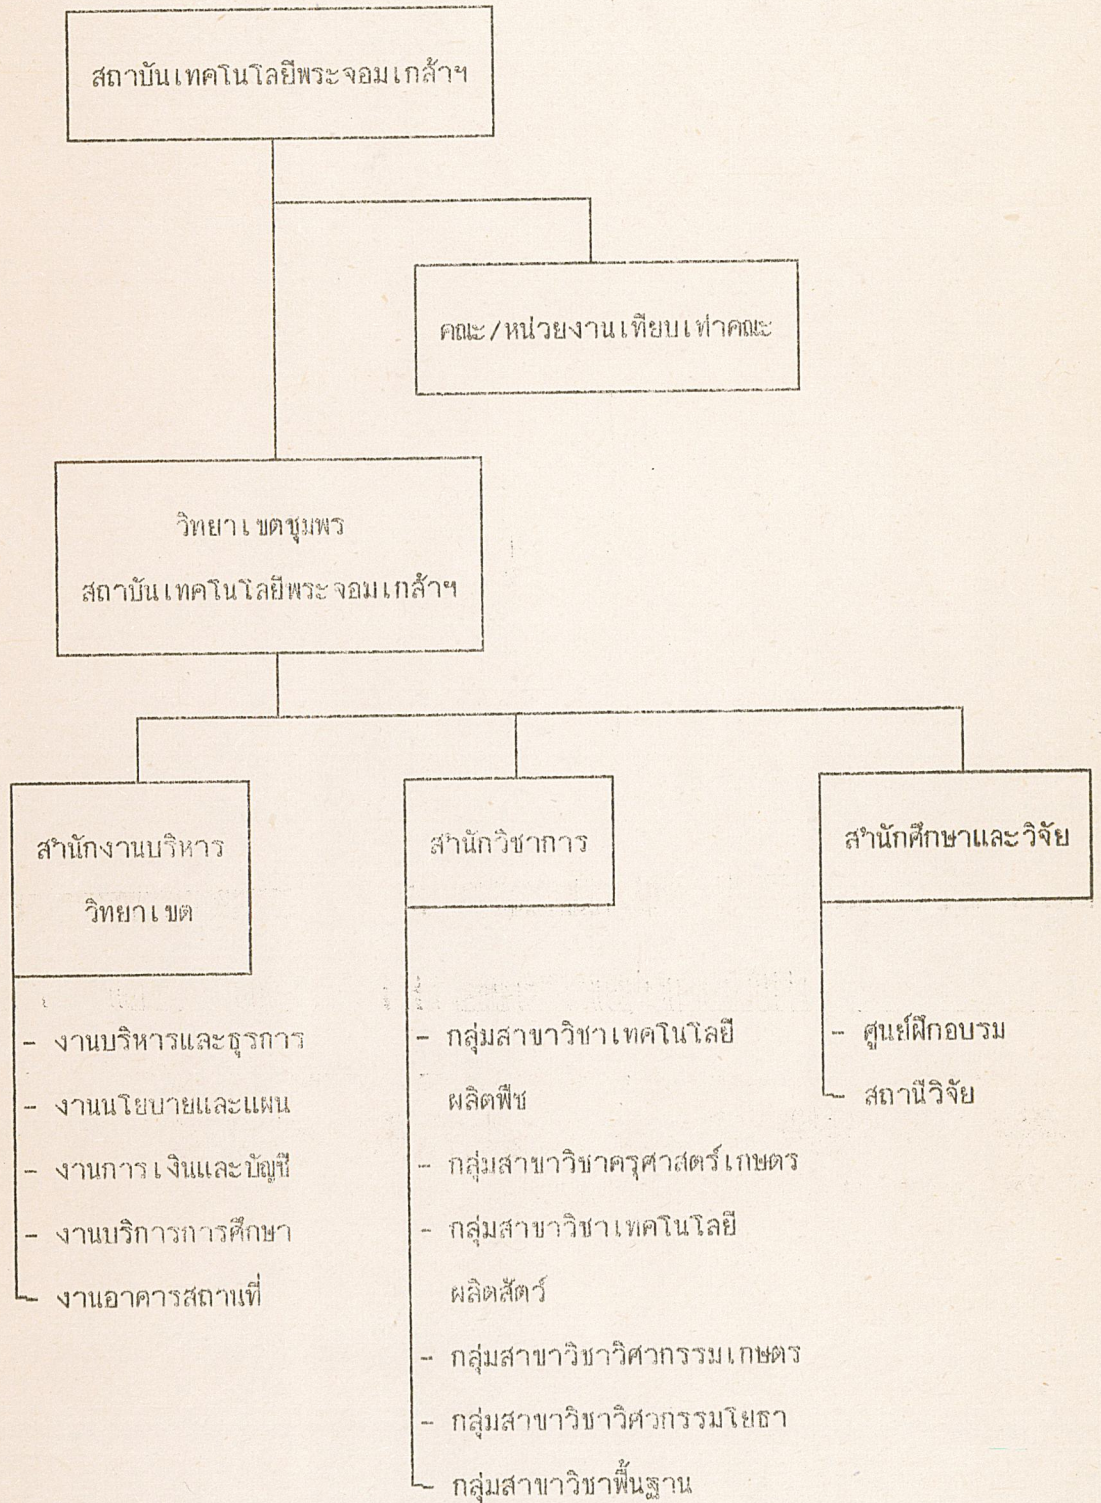 สถาบันเทคโนโลยีพระจอมเกล้าฯ
คณะ/หน่วยงานเทียบเท่าคณะ
วิทยาเขตชุมพร
สถาบันเทคโนโลยีพระจอมเกล้าฯ
สำนักงานบริหาร
วิทยาเขต
- งานบริหารและธุรการ
- งานนโยบายและแผน
- งานการเงินและบัญชี
- งานบริการการศึกษา
- งานอาคารสถานที่
สำนักวิชาการ
- กลุ่มสาขาวิชาเทคโนโลยี
ผลิตพืช
- กลุ่มสาขาวิชาครุศาสตร์เกษตร
- กลุ่มสาขาวิชาเทคโนโลยี
ผลิตสัตว์
- กลุ่มสาขาวิชาวิศวกรรมเกษตร
- กลุ่มสาขาวิชาวิศวกรรมโยธา
- กลุ่มสาขาวิชาพื้นฐาน
สำนักศึกษาและวิจัย
- ศูนย์ฝึกอบรม
- สถานีวิจัย